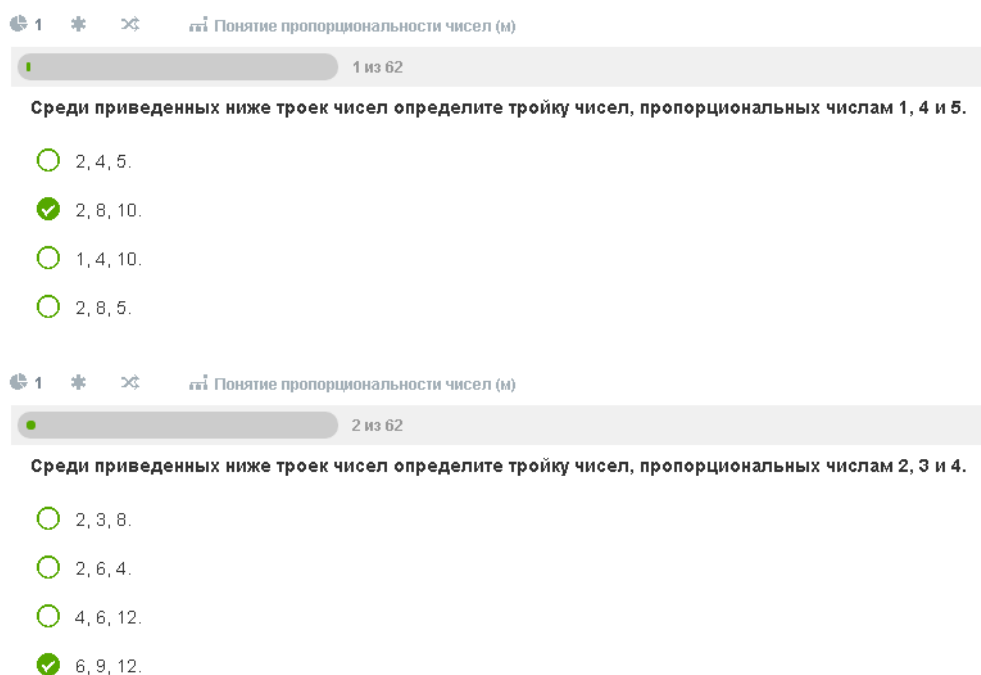 1 Понятие пропорциональности чисел (м)
1 из 62
Среди приведенных ниже троек чисел определите тройку чисел, пропорциональных числам 1, 4 и 5.
2, 4, 5.
2, 8, 10.
1, 4, 10.
2, 8, 5.
1 Понятие пропорциональности чисел (м)
2 из 62
Среди приведенных ниже троек чисел определите тройку чисел, пропорциональных числам 2, 3 и 4.
2, 3, 8.
2, 6, 4.
4, 6, 12.
6, 9, 12.